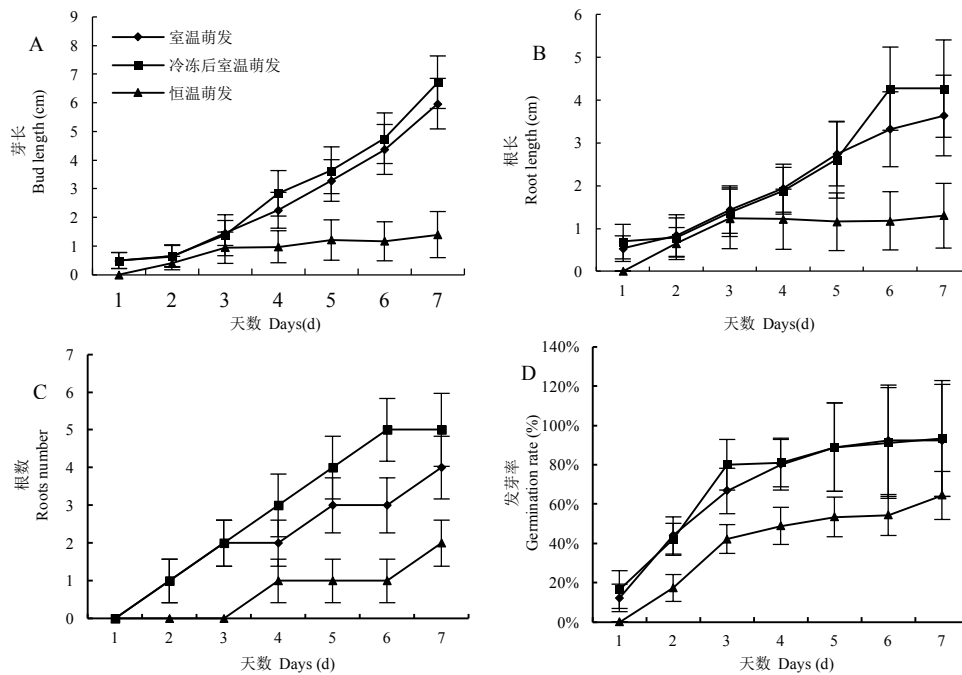 A
芽长
Bud length (cm)
9
8
7
6
5
4
3
2
1
0
室温萌发
冷冻后室温萌发
恒温萌发
1 2 3 4 5 6 7
天数 Days(d)
B
根长
Root length (cm)
6
5
4
3
2
1
0
1 2 3 4 5 6 7
天数 Days(d)
C
根数
Roots number
7
6
5
4
3
2
1
0
1 2 3 4 5 6 7
天数 Days (d)
D
发芽率
Germination rate (%)
140%
120%
100%
80%
60%
40%
20%
0%
1 2 3 4 5 6 7
天数 Days (d)